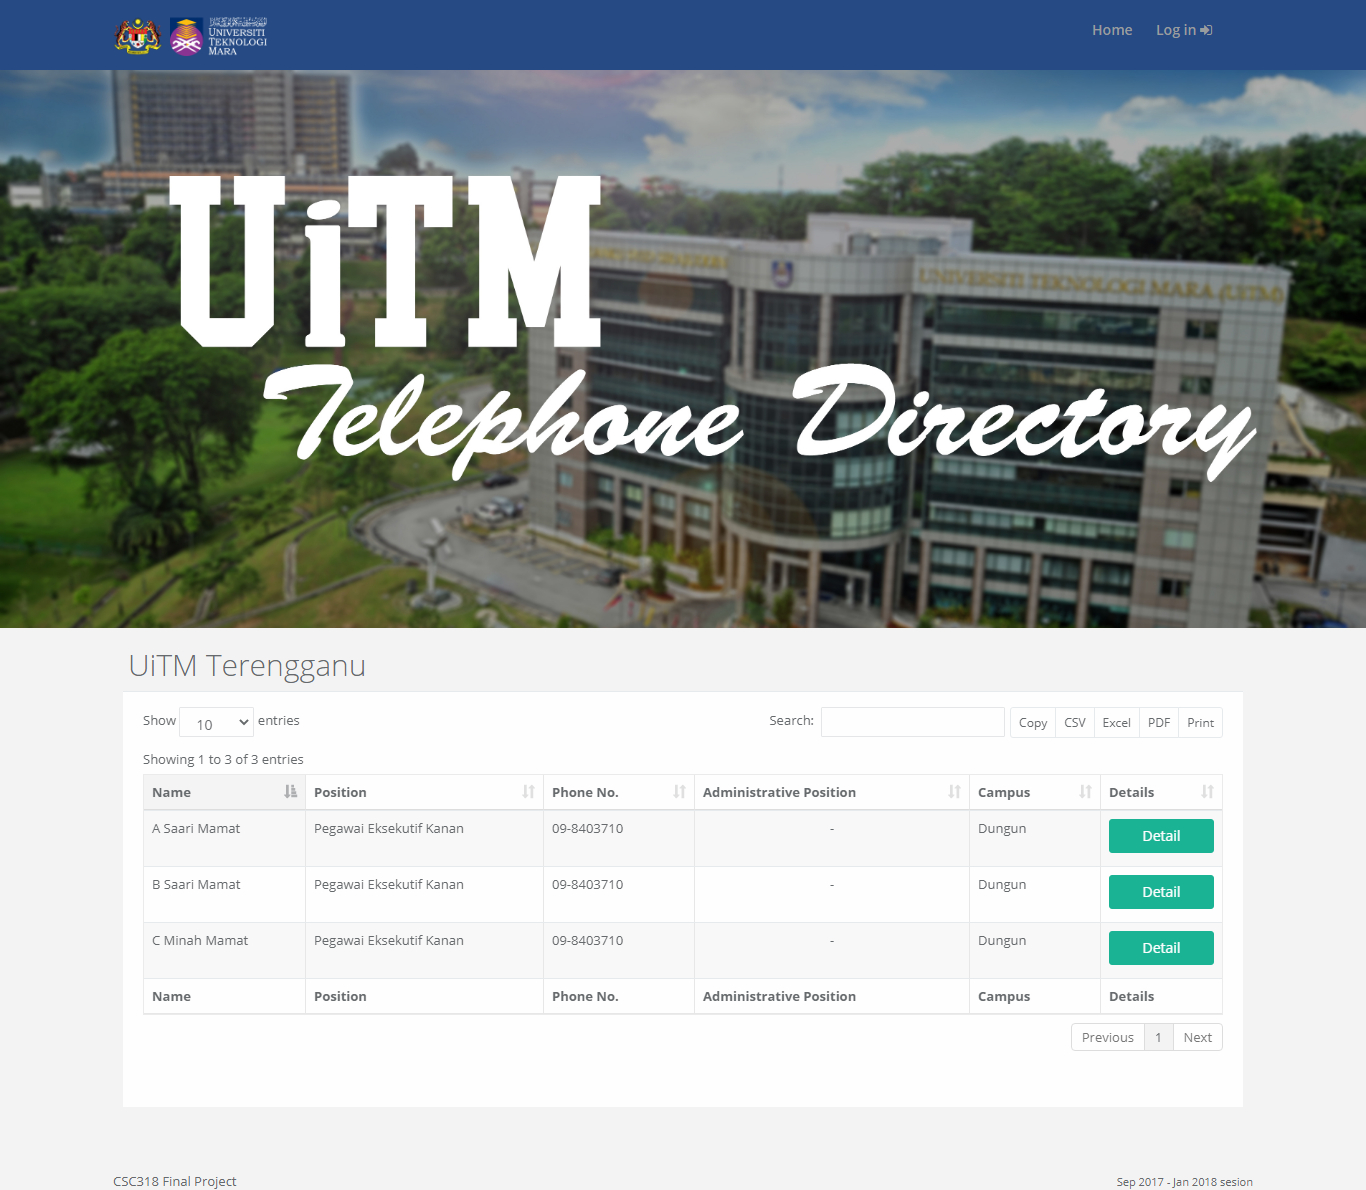 UNIVERSITI
TEKNOLOGI
MARA
Home Log in
UiTM
Telephone Directory
UNIVERSITI TEKNOLOGI MARA (UiTM)
UiTM Terengganu
Show 10 entries Search: Copy CSV Excel PDF Print
Showing 1 to 3 of 3 entries
Name Position Phone No. Administrative Position Campus Details
A Saari Mamat Pegawai Eksekutif Kanan 09-8403710 - Dungun Detail
B Saari Mamat Pegawai Eksekutif Kanan 09-8403710 - Dungun Detail
C Minah Mamat Pegawai Eksekutif Kanan 09-8403710 - Dungun Detail
Name Position Phone No. Administrative Position Campus Details
Previous 1 Next
CSC318 Final Project Sep 2017 - Jan 2018 sesion